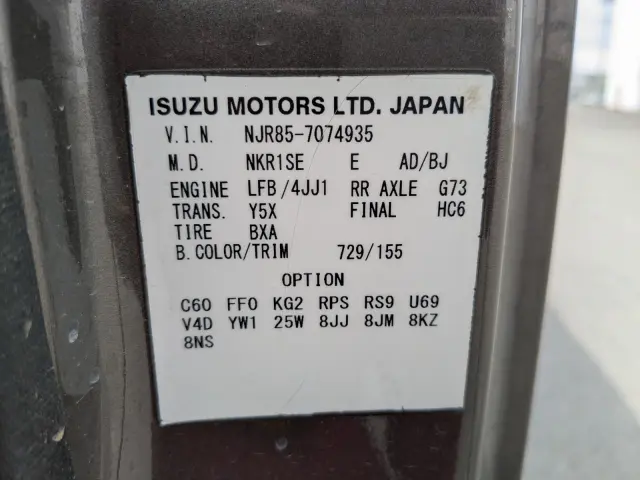 ISUZU MOTORS LTD. JAPAN
V.I.N. NJR85-7074935
M.D. NKR1SE E AD/BJ
ENGINE LFB/4JJ1 RR AXLE G73
TRANS. Y5X FINAL HC6
TIRE BXA
B.COLOR/TRIM 729/155
OPTION
C60 FF0 KG2 RPS RS9 U69
V4D YW1 25W 8JJ 8JM 8KZ
8NS